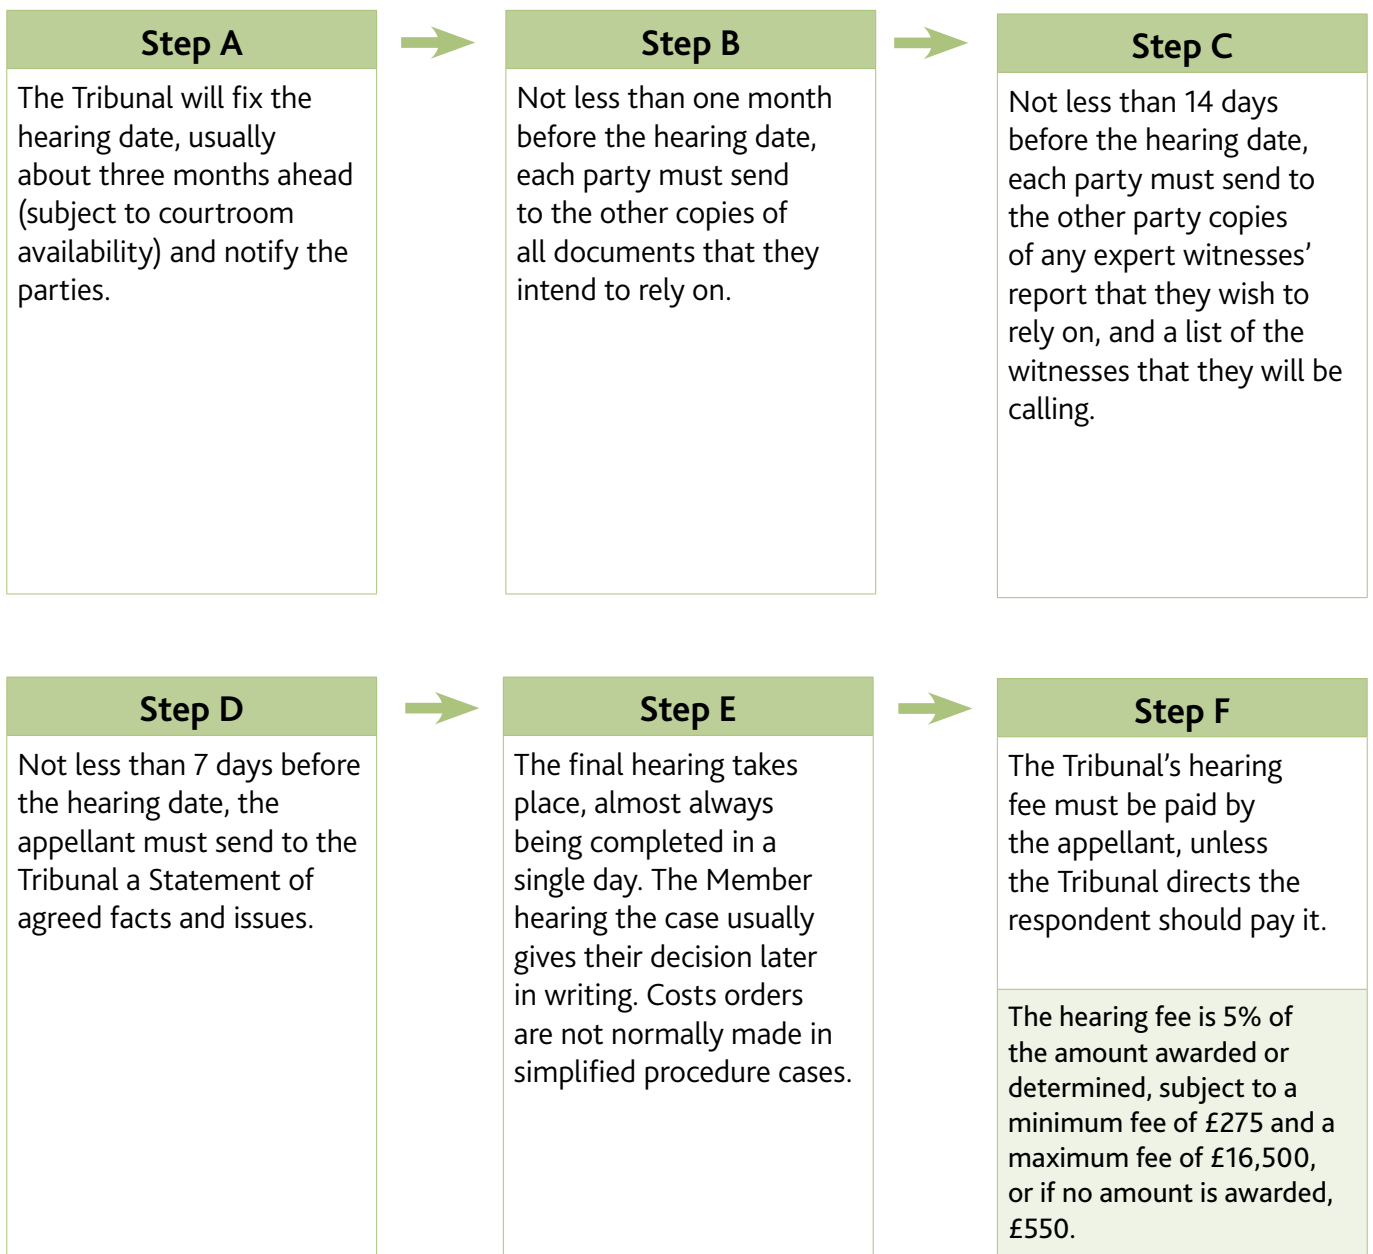 Step A
The Tribunal will fix the
hearing date, usually
about three months ahead
(subject to courtroom
availability) and notify the
parties.
Step B
Not less than one month
before the hearing date,
each party must send
to the other copies of
all documents that they
intend to rely on.
Step C
Not less than 14 days
before the hearing date,
each party must send to
the other party copies
of any expert witnesses’
report that they wish to
rely on, and a list of the
witnesses that they will be
calling.
Step D
Not less than 7 days before
the hearing date, the
appellant must send to the
Tribunal a Statement of
agreed facts and issues.
Step E
The final hearing takes
place, almost always
being completed in a
single day. The Member
hearing the case usually
gives their decision later
in writing. Costs orders
are not normally made in
simplified procedure cases.
Step F
The Tribunal’s hearing
fee must be paid by
the appellant, unless
the Tribunal directs the
respondent should pay it.
The hearing fee is 5% of
the amount awarded or
determined, subject to a
minimum fee of £275 and a
maximum fee of £16,500,
or if no amount is awarded,
£550.